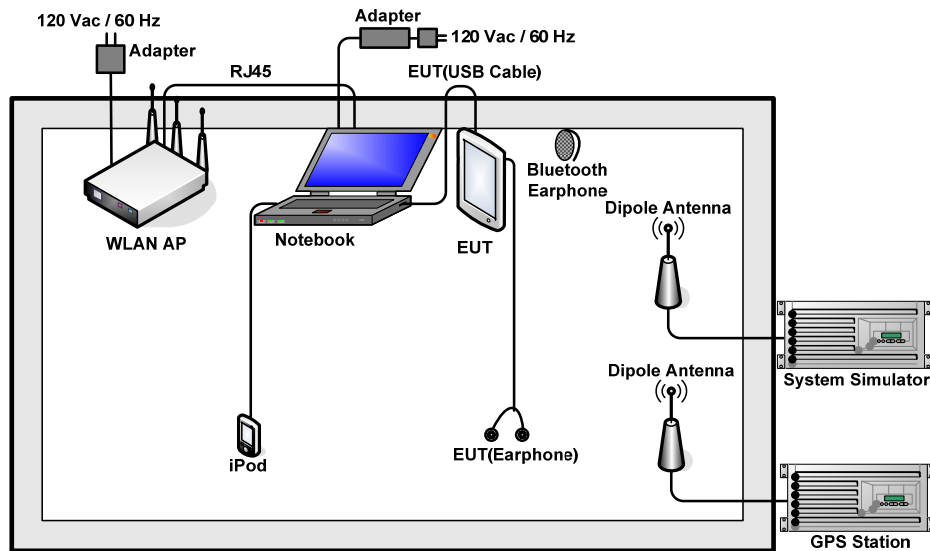 120 Vac / 60 Hz
Adapter
Adapter
120 Vac / 60 Hz
RJ45
EUT(USB Cable)
Bluetooth
Earphone
WLAN AP
Notebook
EUT
Dipole Antenna
System Simulator
Dipole Antenna
iPod
EUT(Earphone)
GPS Station